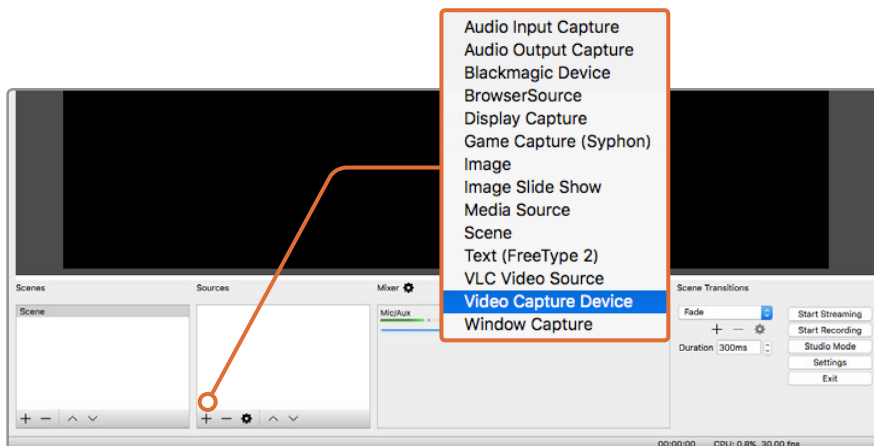 Audio Input Capture
Audio Output Capture
Blackmagic Device
BrowserSource
Display Capture
Game Capture (Syphon)
Image
Image Slide Show
Media Source
Scene
Text (FreeType 2)
VLC Video Source
Video Capture Device
Window Capture
Scenes
Scene
Sources
Mixer
Mic/Aux
Scene Transitions
Fade
Duration 300ms
Start Streaming
Start Recording
Studio Mode
Settings
Exit
00:00:00 CPU: 0.8%, 30.00 fps